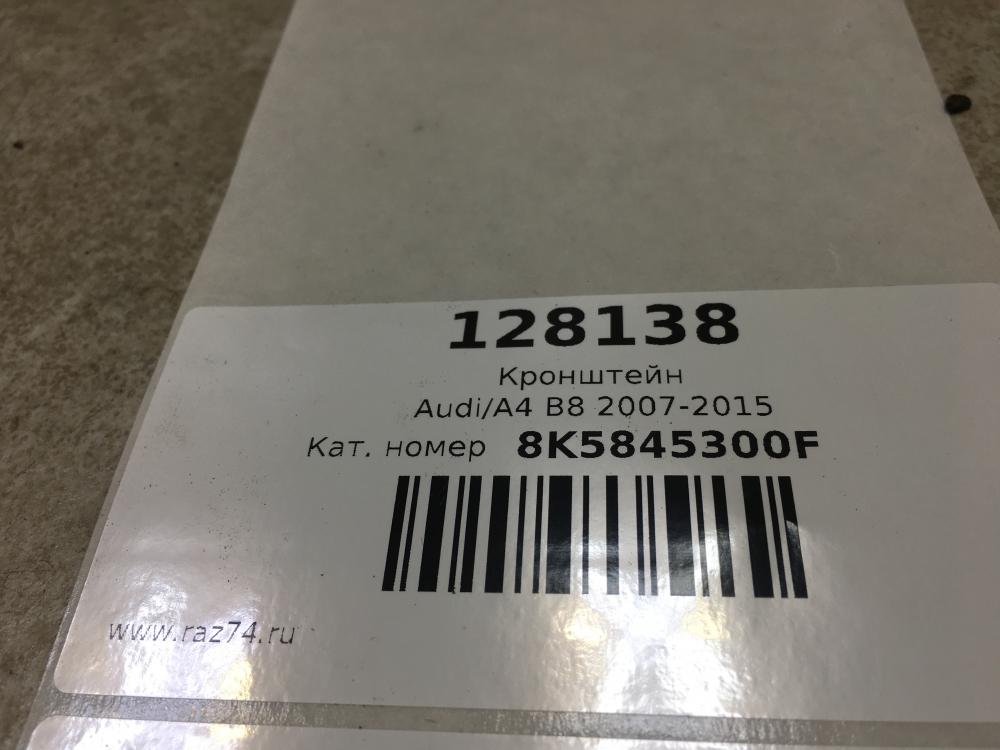 128138
Кронштейн
Audi/A4 B8 2007-2015
Кат. номер 8K5845300F
www.raz74.ru